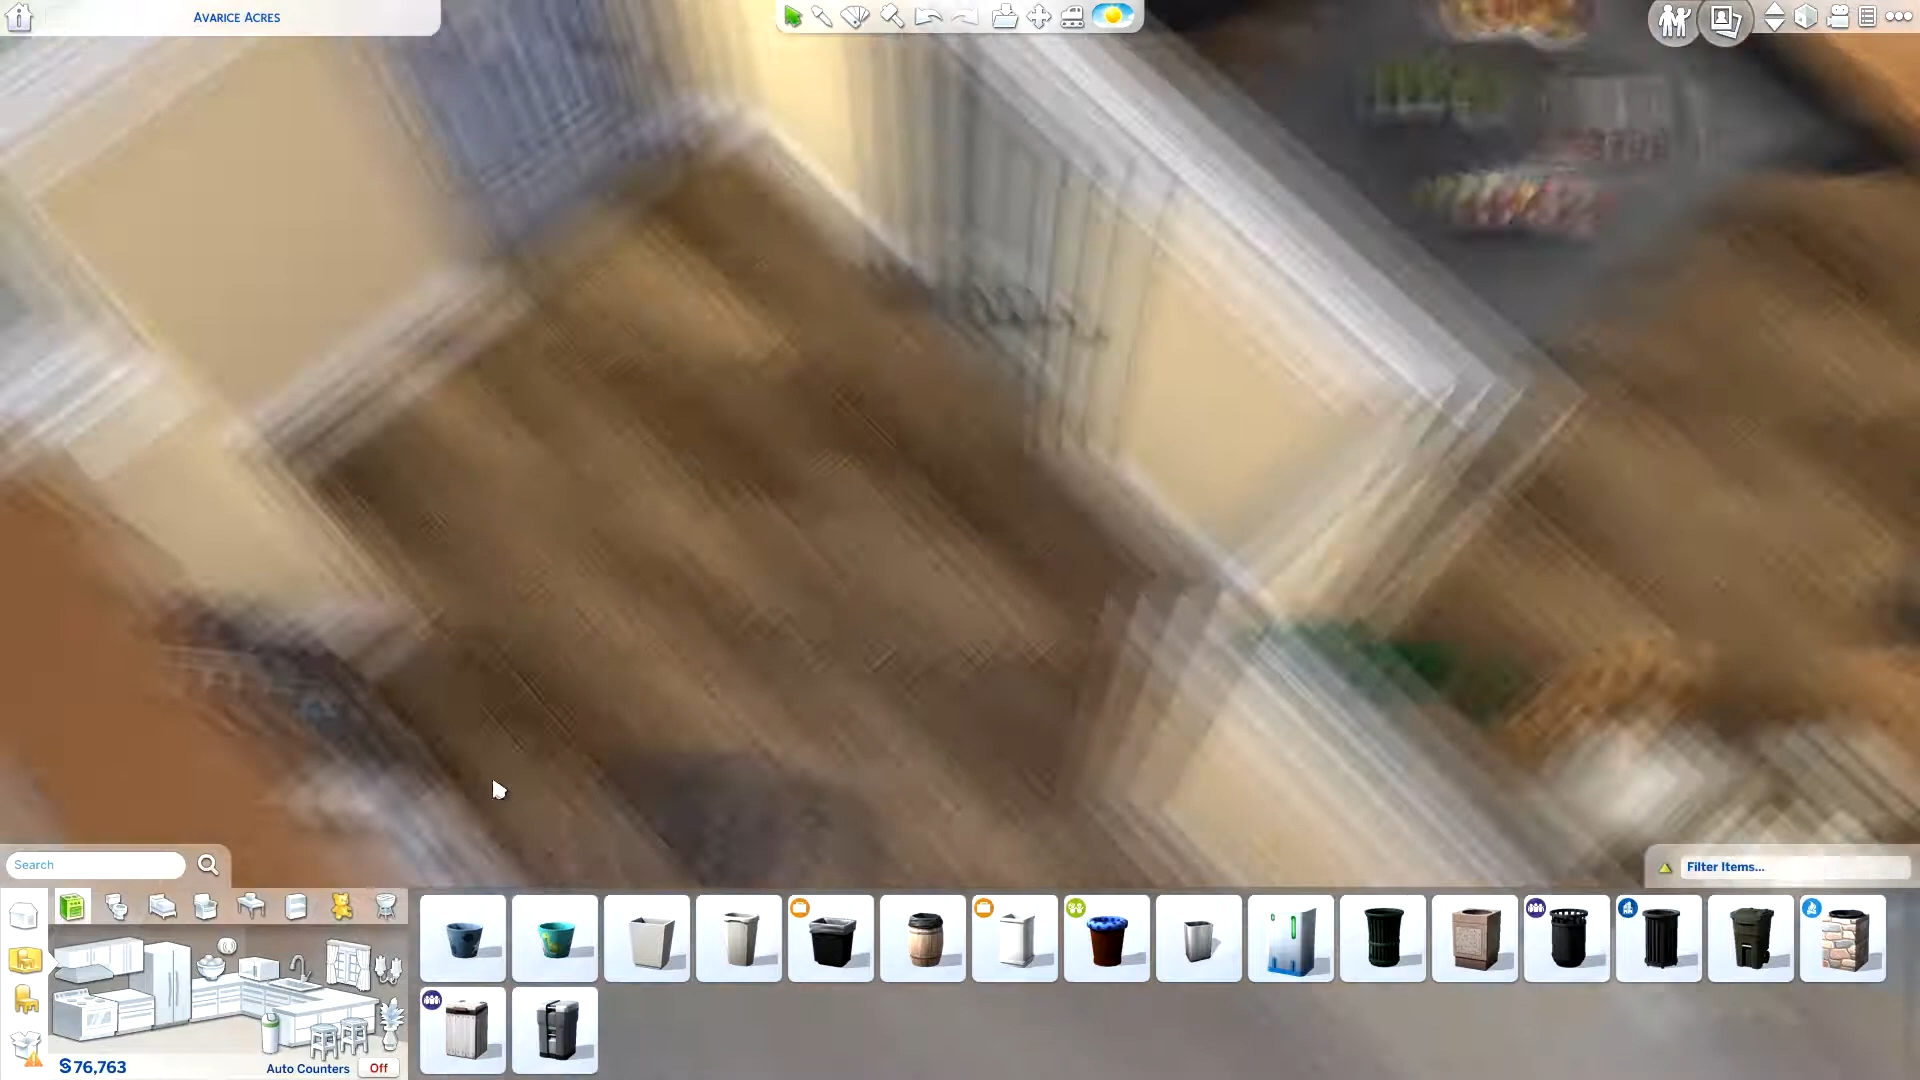 Avarice Acres
Search
Filter Items...
§76,763
Auto Counters Off